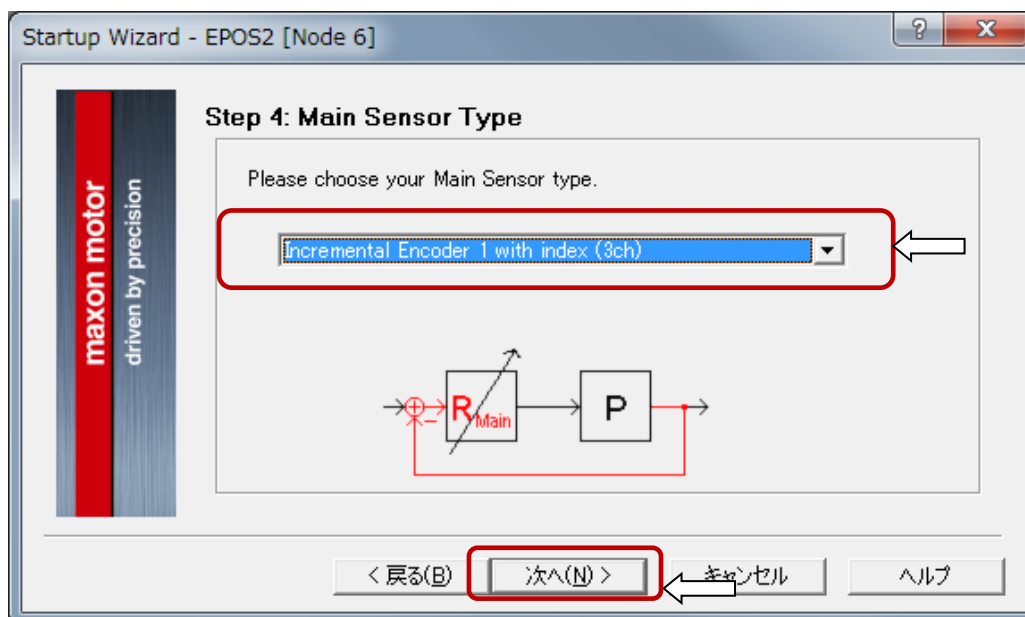 Startup Wizard - EPOS2 [Node 6]
?
X
maxon motor
driven by precision
Step 4: Main Sensor Type
Please choose your Main Sensor type.
Incremental Encoder 1 with index (3ch)
R Main
P
< 戻る(B)
次へ(N) >
キャンセル
ヘルプ